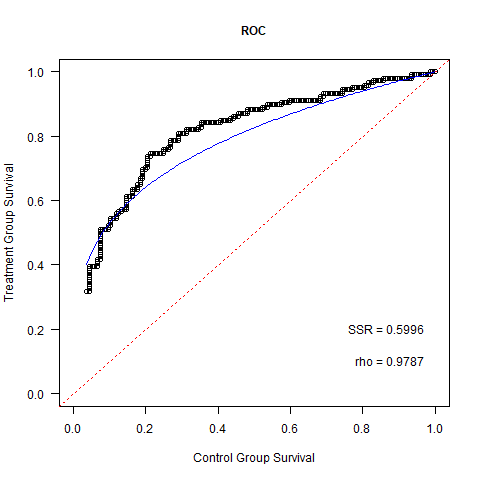 ROC
Treatment Group Survival
1.0
0.8
0.6
0.4
0.2
0.0
SSR = 0.5996
rho = 0.9787
0.0 0.2 0.4 0.6 0.8 1.0
Control Group Survival